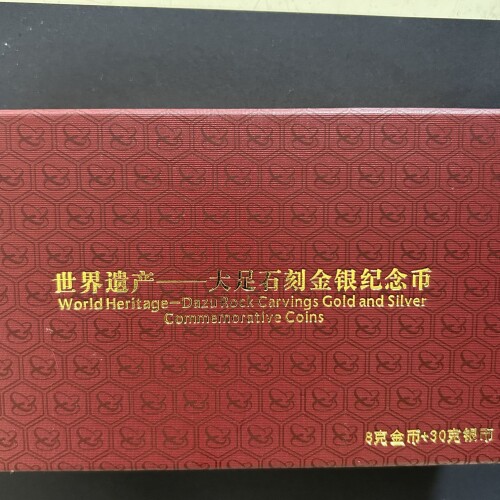 世界遗产——大足石刻金银纪念币
World Heritage—Dazu Rock Carvings Gold and Silver
Commemorative Coins
8克金币+30克银币